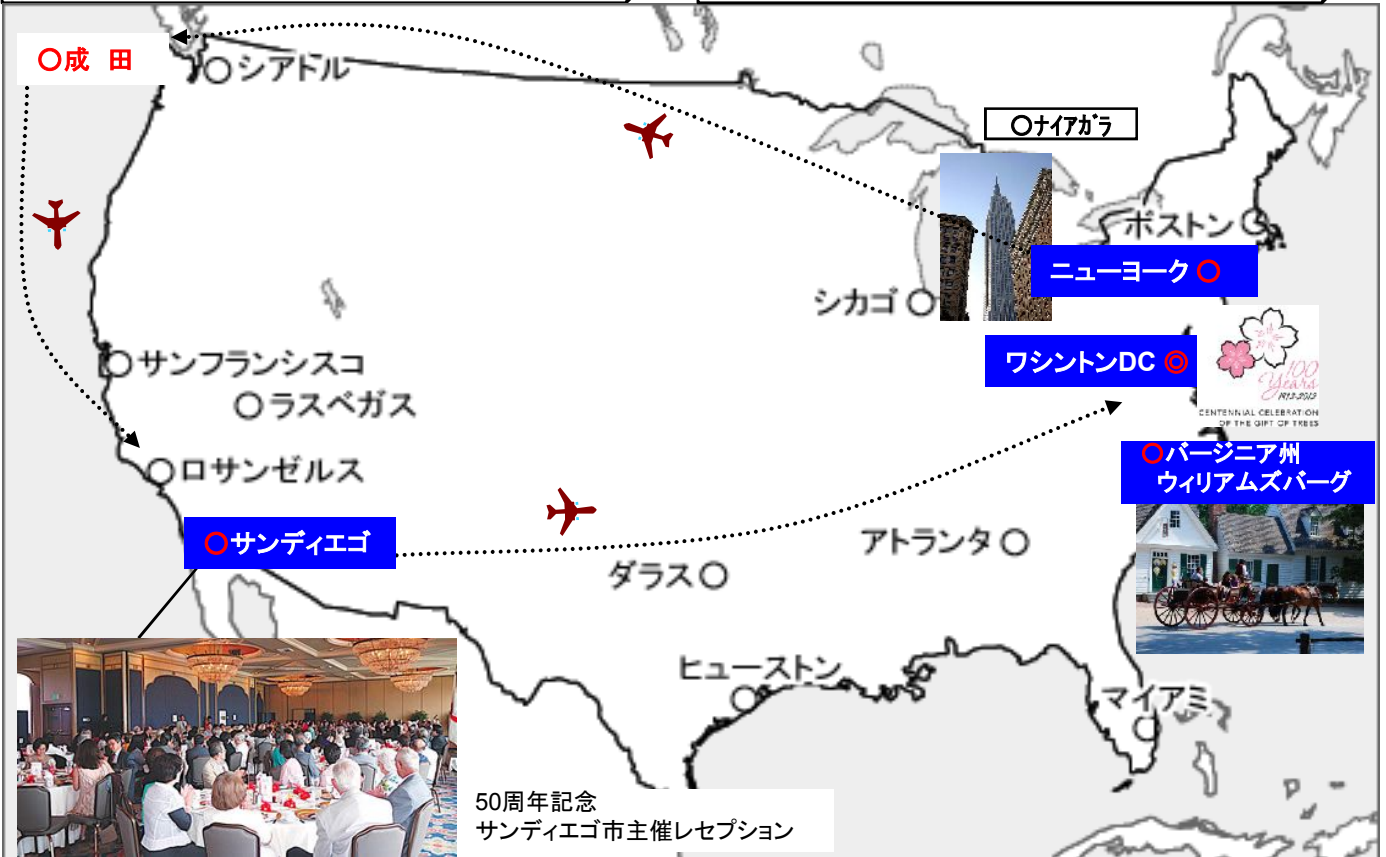 ○成 田
○シアトル
○ナイアガラ
ボストン○
ニューヨーク ○
シカゴ○
○サンフランシスコ
○ラスベガス
ワシントンDC ◎
100
Years
1912-2012
CENTENNIAL CELEBRATION
OF THE GIFT OF TREES
○ロサンゼルス
○バージニア州
ウィリアムズバーグ
○サンディエゴ
アトランタ○
ダラス○
ヒューストン
マイアミ
50周年記念
サンディエゴ市主催レセプション